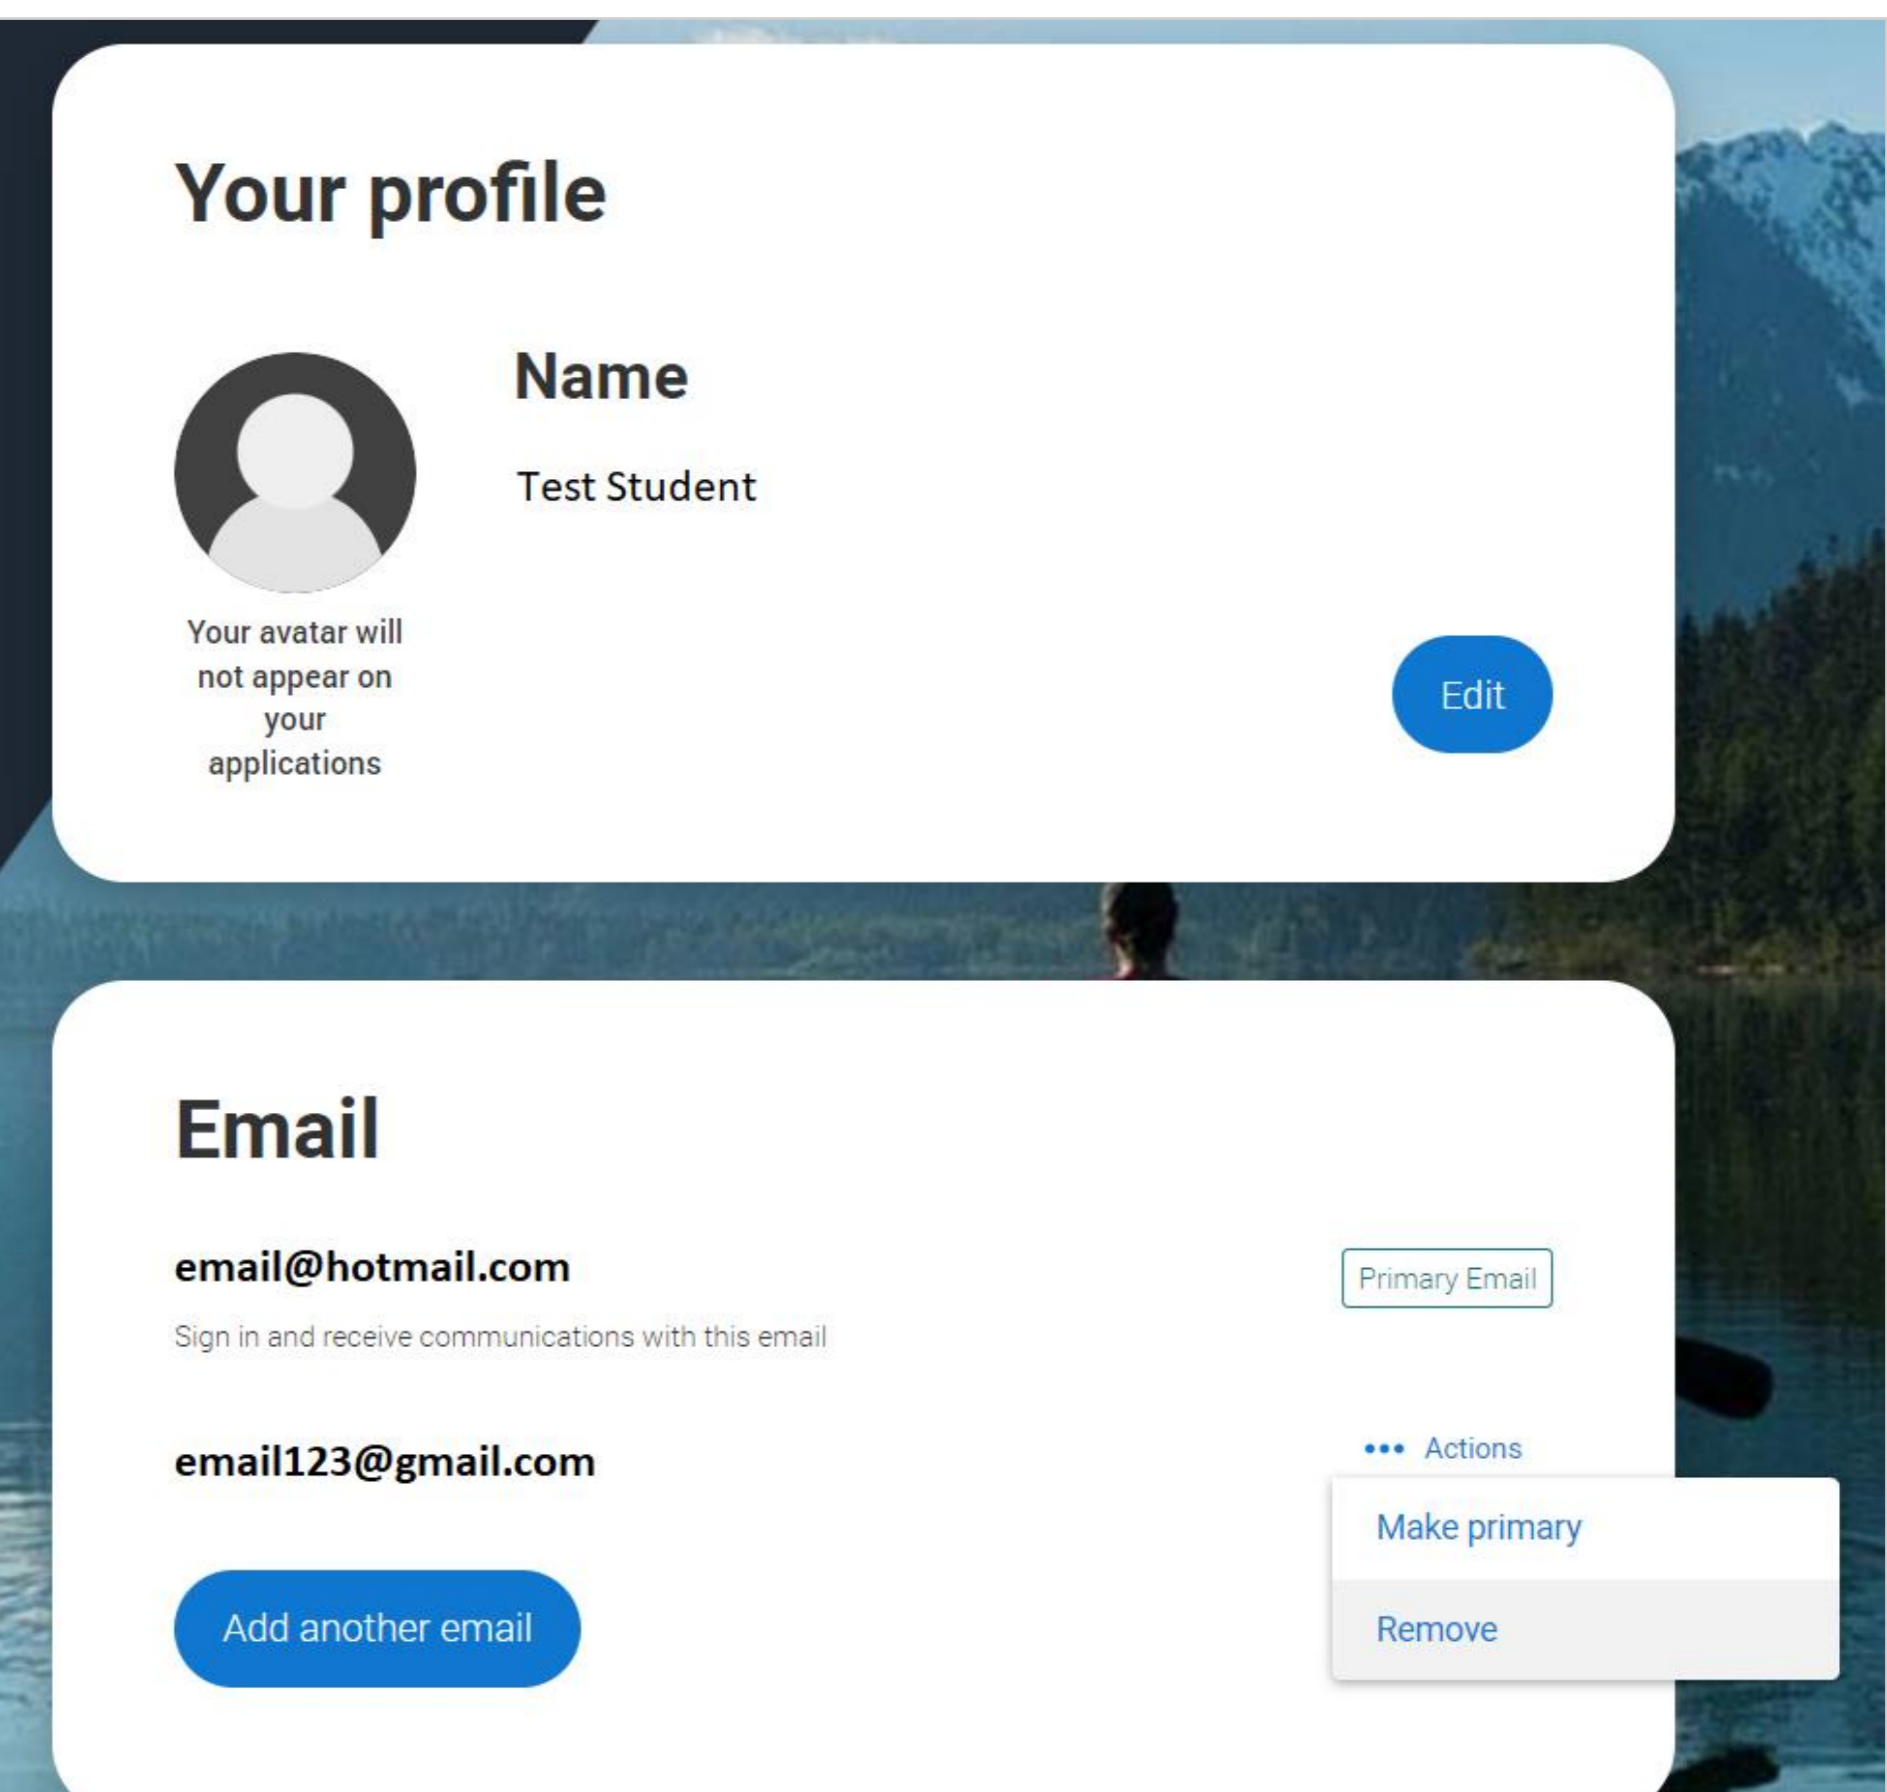 Your profile
Name
Test Student
Your avatar will
not appear on
your
applications
Edit
Email
email@hotmail.com
Primary Email
Sign in and receive communications with this email
email123@gmail.com
••• Actions
Make primary
Remove
Add another email